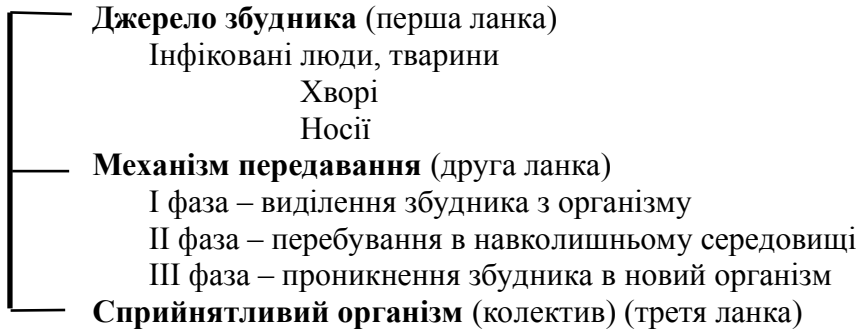 Джерело збудника (перша ланка)
Інфіковані люди, тварини
Хворі
Носії
Механізм передавання (друга ланка)
І фаза – виділення збудника з організму
ІІ фаза – перебування в навколишньому середовищі
ІІІ фаза – проникнення збудника в новий організм
Сприйнятливий організм (колектив) (третя ланка)